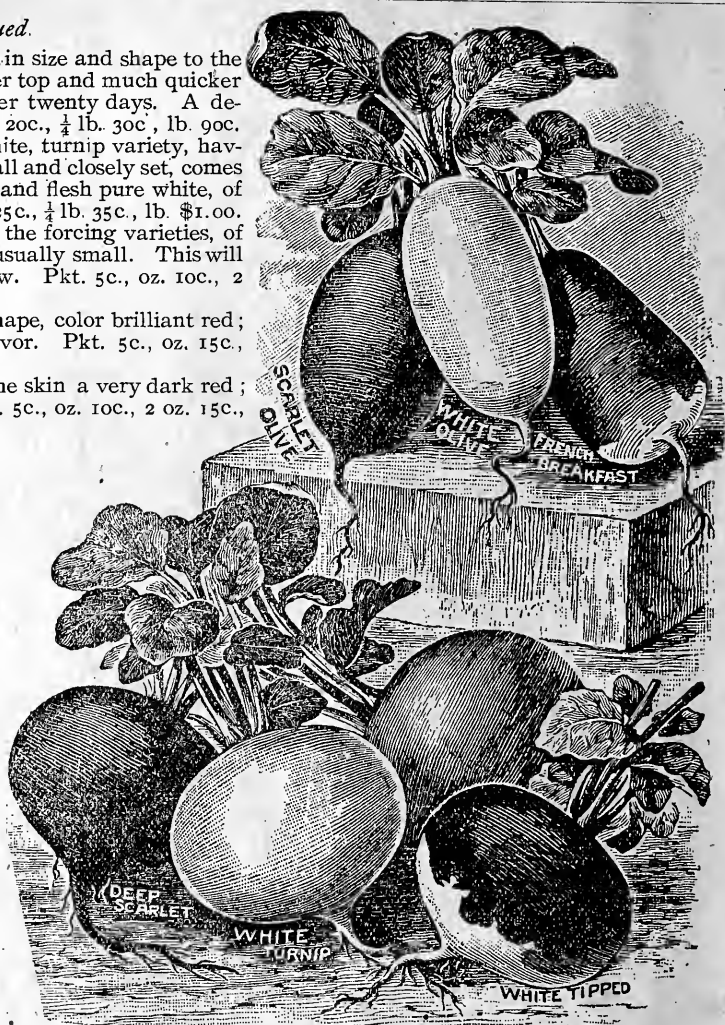 ued.
in size and shape to the
er top and much quicker
er twenty days. A de-
20c., ¼ lb. 30c, lb. 90c.
ite, turnip variety, hav-
all and closely set, comes
and flesh pure white, of
25c., ¼ lb. 35c., lb. $1.00.
the forcing varieties, of
usually small. This will
w. Pkt. 5c., oz. 10c., 2
hape, color brilliant red;
vor. Pkt. 5c., oz. 15c.,
ne skin a very dark red;
. 5c., oz. 10c., 2 oz. 15c.,
SCARLET
OLIVE
WHITE
OLIVE
FRENCH
BREAKFAST
DEEP
SCARLET
WHITE
TURNIP
WHITE TIPPED